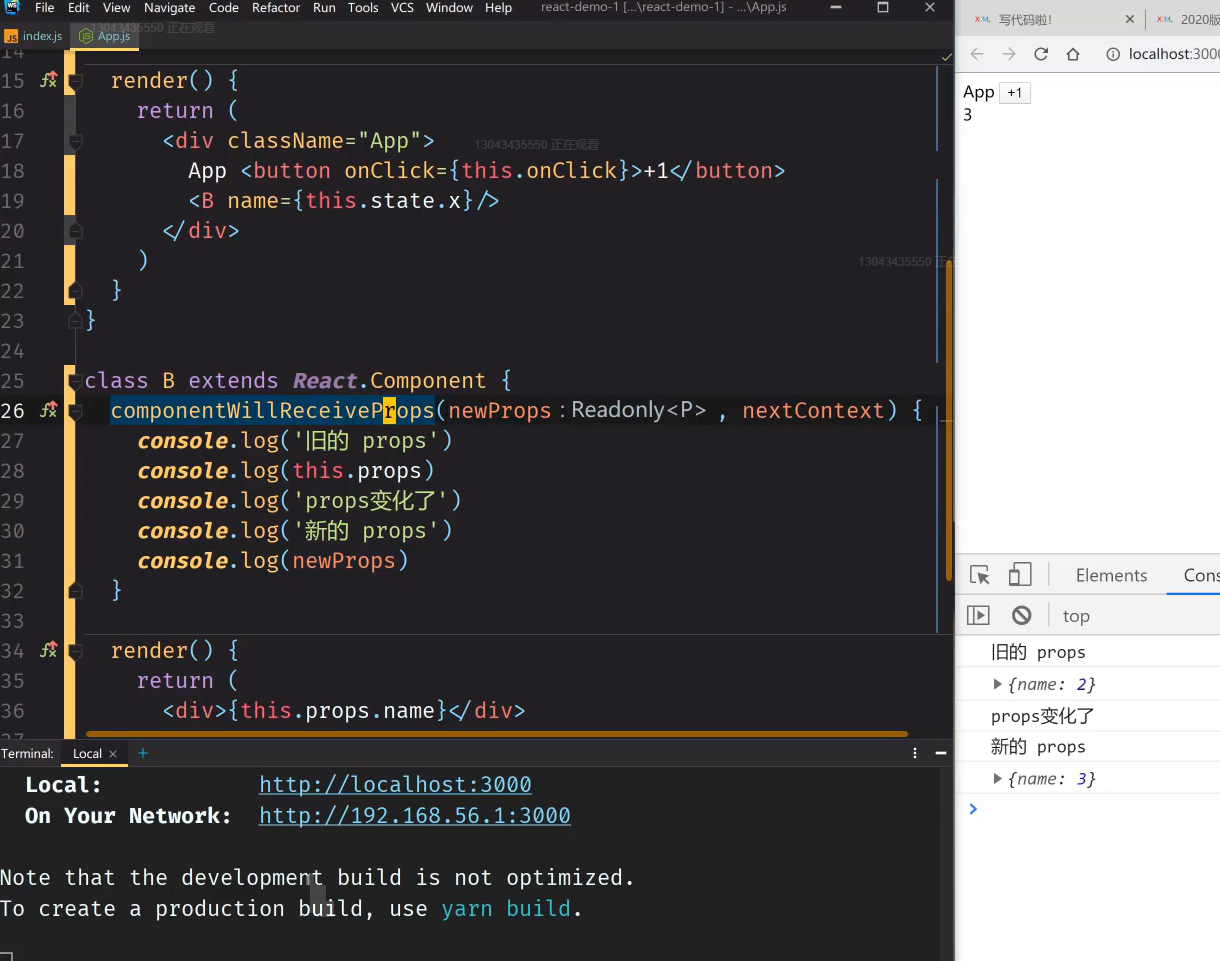 File Edit View Navigate Code Refactor Run Tools VCS Window Help react-demo-1 [...\react-demo-1] - ...\App.js
index.js App.js
13043435550 正在观看
14
15 render() {
16 return (
17 <div className="App">
13043435550 正在观看
18 App <button onClick={this.onClick}>+1</button>
19 <B name={this.state.x}/>
20 </div>
21 )
13043435550 正
22 }
23 }
24
25 class B extends React.Component {
26 componentWillReceiveProps(newProps : Readonly<P> , nextContext) {
27 console.log('旧的 props')
28 console.log(this.props)
29 console.log('props变化了')
30 console.log('新的 props')
31 console.log(newProps)
32 }
33
34 render() {
35 return (
36 <div>{this.props.name}</div>
Terminal: Local × +
Local: http://localhost:3000
On Your Network: http://192.168.56.1:3000
Note that the development build is not optimized.
To create a production build, use yarn build.
写代码啦! × 2020版
localhost:3000
App +1
3
Elements Cons
top
旧的 props
{name: 2}
props变化了
新的 props
{name: 3}